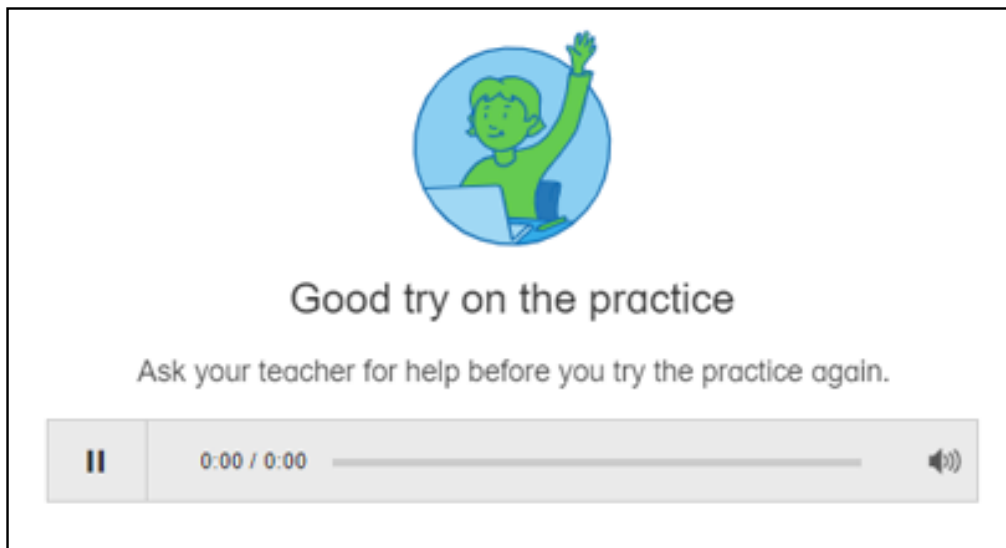 Good try on the practice
Ask your teacher for help before you try the practice again.
0:00 / 0:00